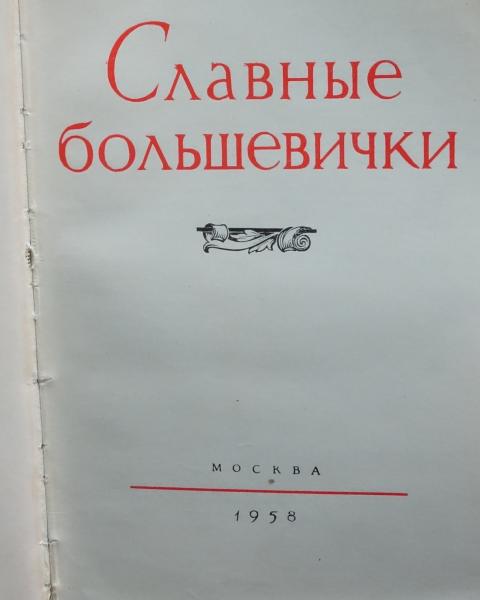 Славные
большевички
МОСКВА
1958